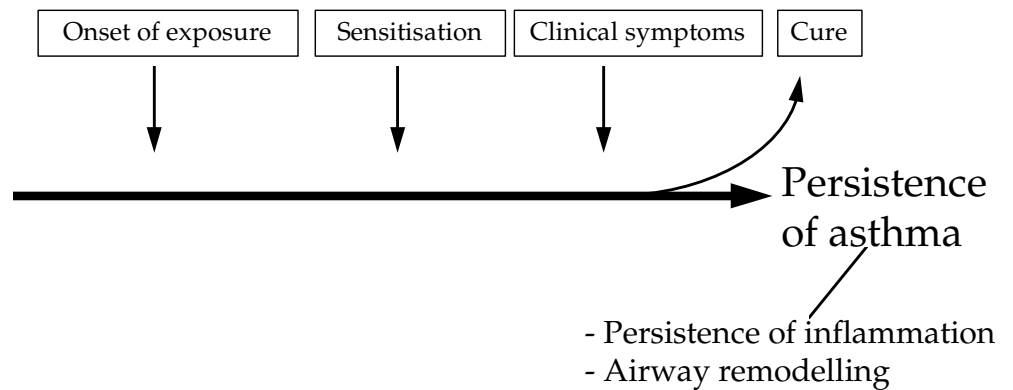 Onset of exposure
Sensitisation
Clinical symptoms
Cure
Persistence
of asthma
- Persistence of inflammation
- Airway remodelling